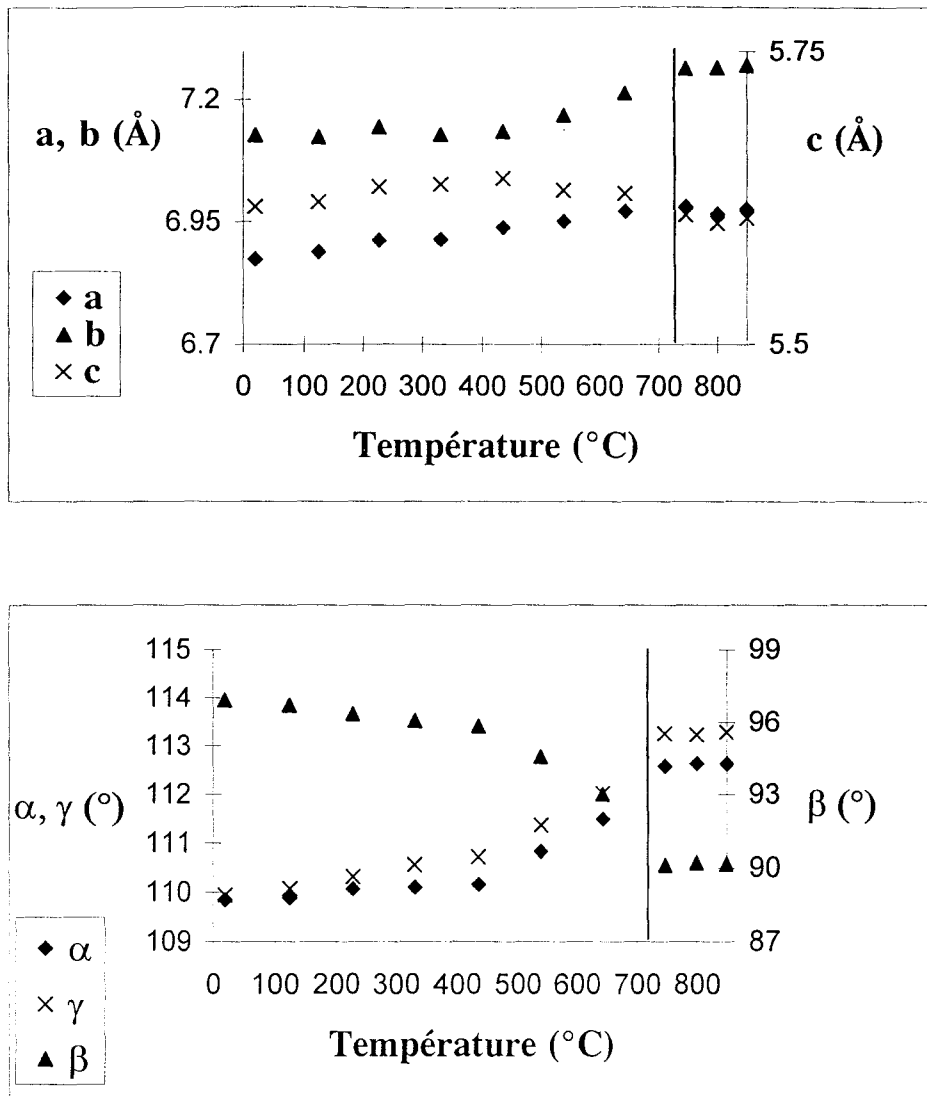 5.75
7.2
a, b (Å)
c (Å)
6.95
a
b
c
6.7
5.5
0 100 200 300 400 500 600 700 800
Température (°C)
115
99
114
96
113
112
93
α, γ (°)
β (°)
111
90
110
109
87
α
γ
β
0 100 200 300 400 500 600 700 800
Température (°C)